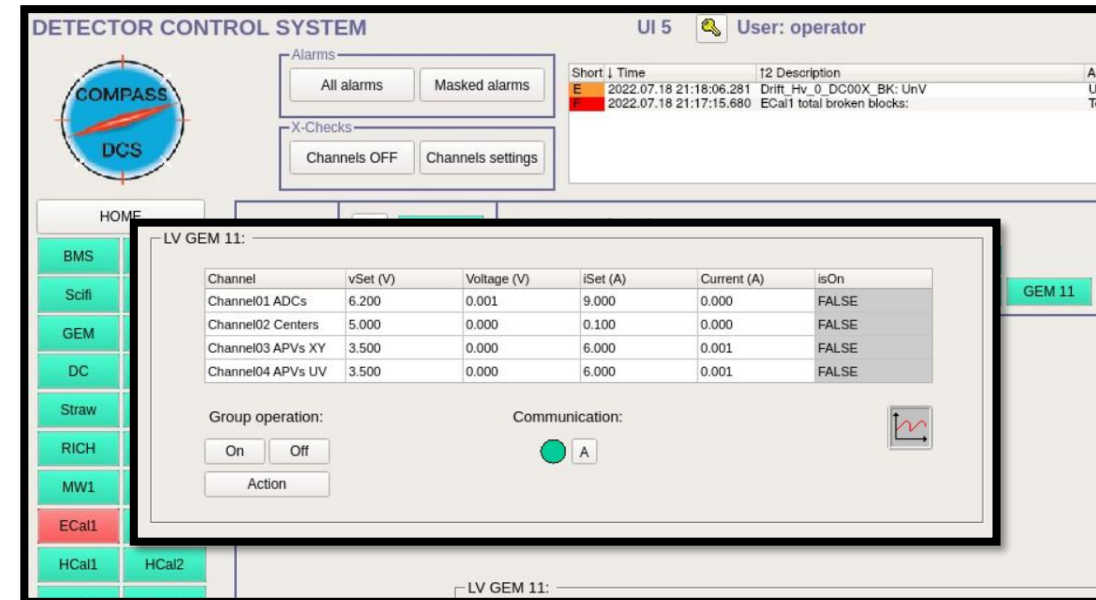 DETECTOR CONTROL SYSTEM
UI 5 User: operator
COMPASS
DCS
Alarms
All alarms Masked alarms
X-Checks
Channels OFF Channels settings
Short ↓ Time ↑2 Description A
E 2022.07.18 21:18:06.281 Drift_Hv_0_DC00X_BK: UnV U
F 2022.07.18 21:17:15.680 ECal1 total broken blocks: T
HOME
BMS
Scifi
GEM
DC
Straw
RICH
MW1
ECal1
HCal1 HCal2
GEM 11
LV GEM 11:
Channel vSet (V) Voltage (V) iSet (A) Current (A) isOn
Channel01 ADCs 6.200 0.001 9.000 0.000 FALSE
Channel02 Centers 5.000 0.000 0.100 0.000 FALSE
Channel03 APVs XY 3.500 0.000 6.000 0.001 FALSE
Channel04 APVs UV 3.500 0.000 6.000 0.001 FALSE
Group operation: Communication:
On Off A
Action
LV GEM 11: